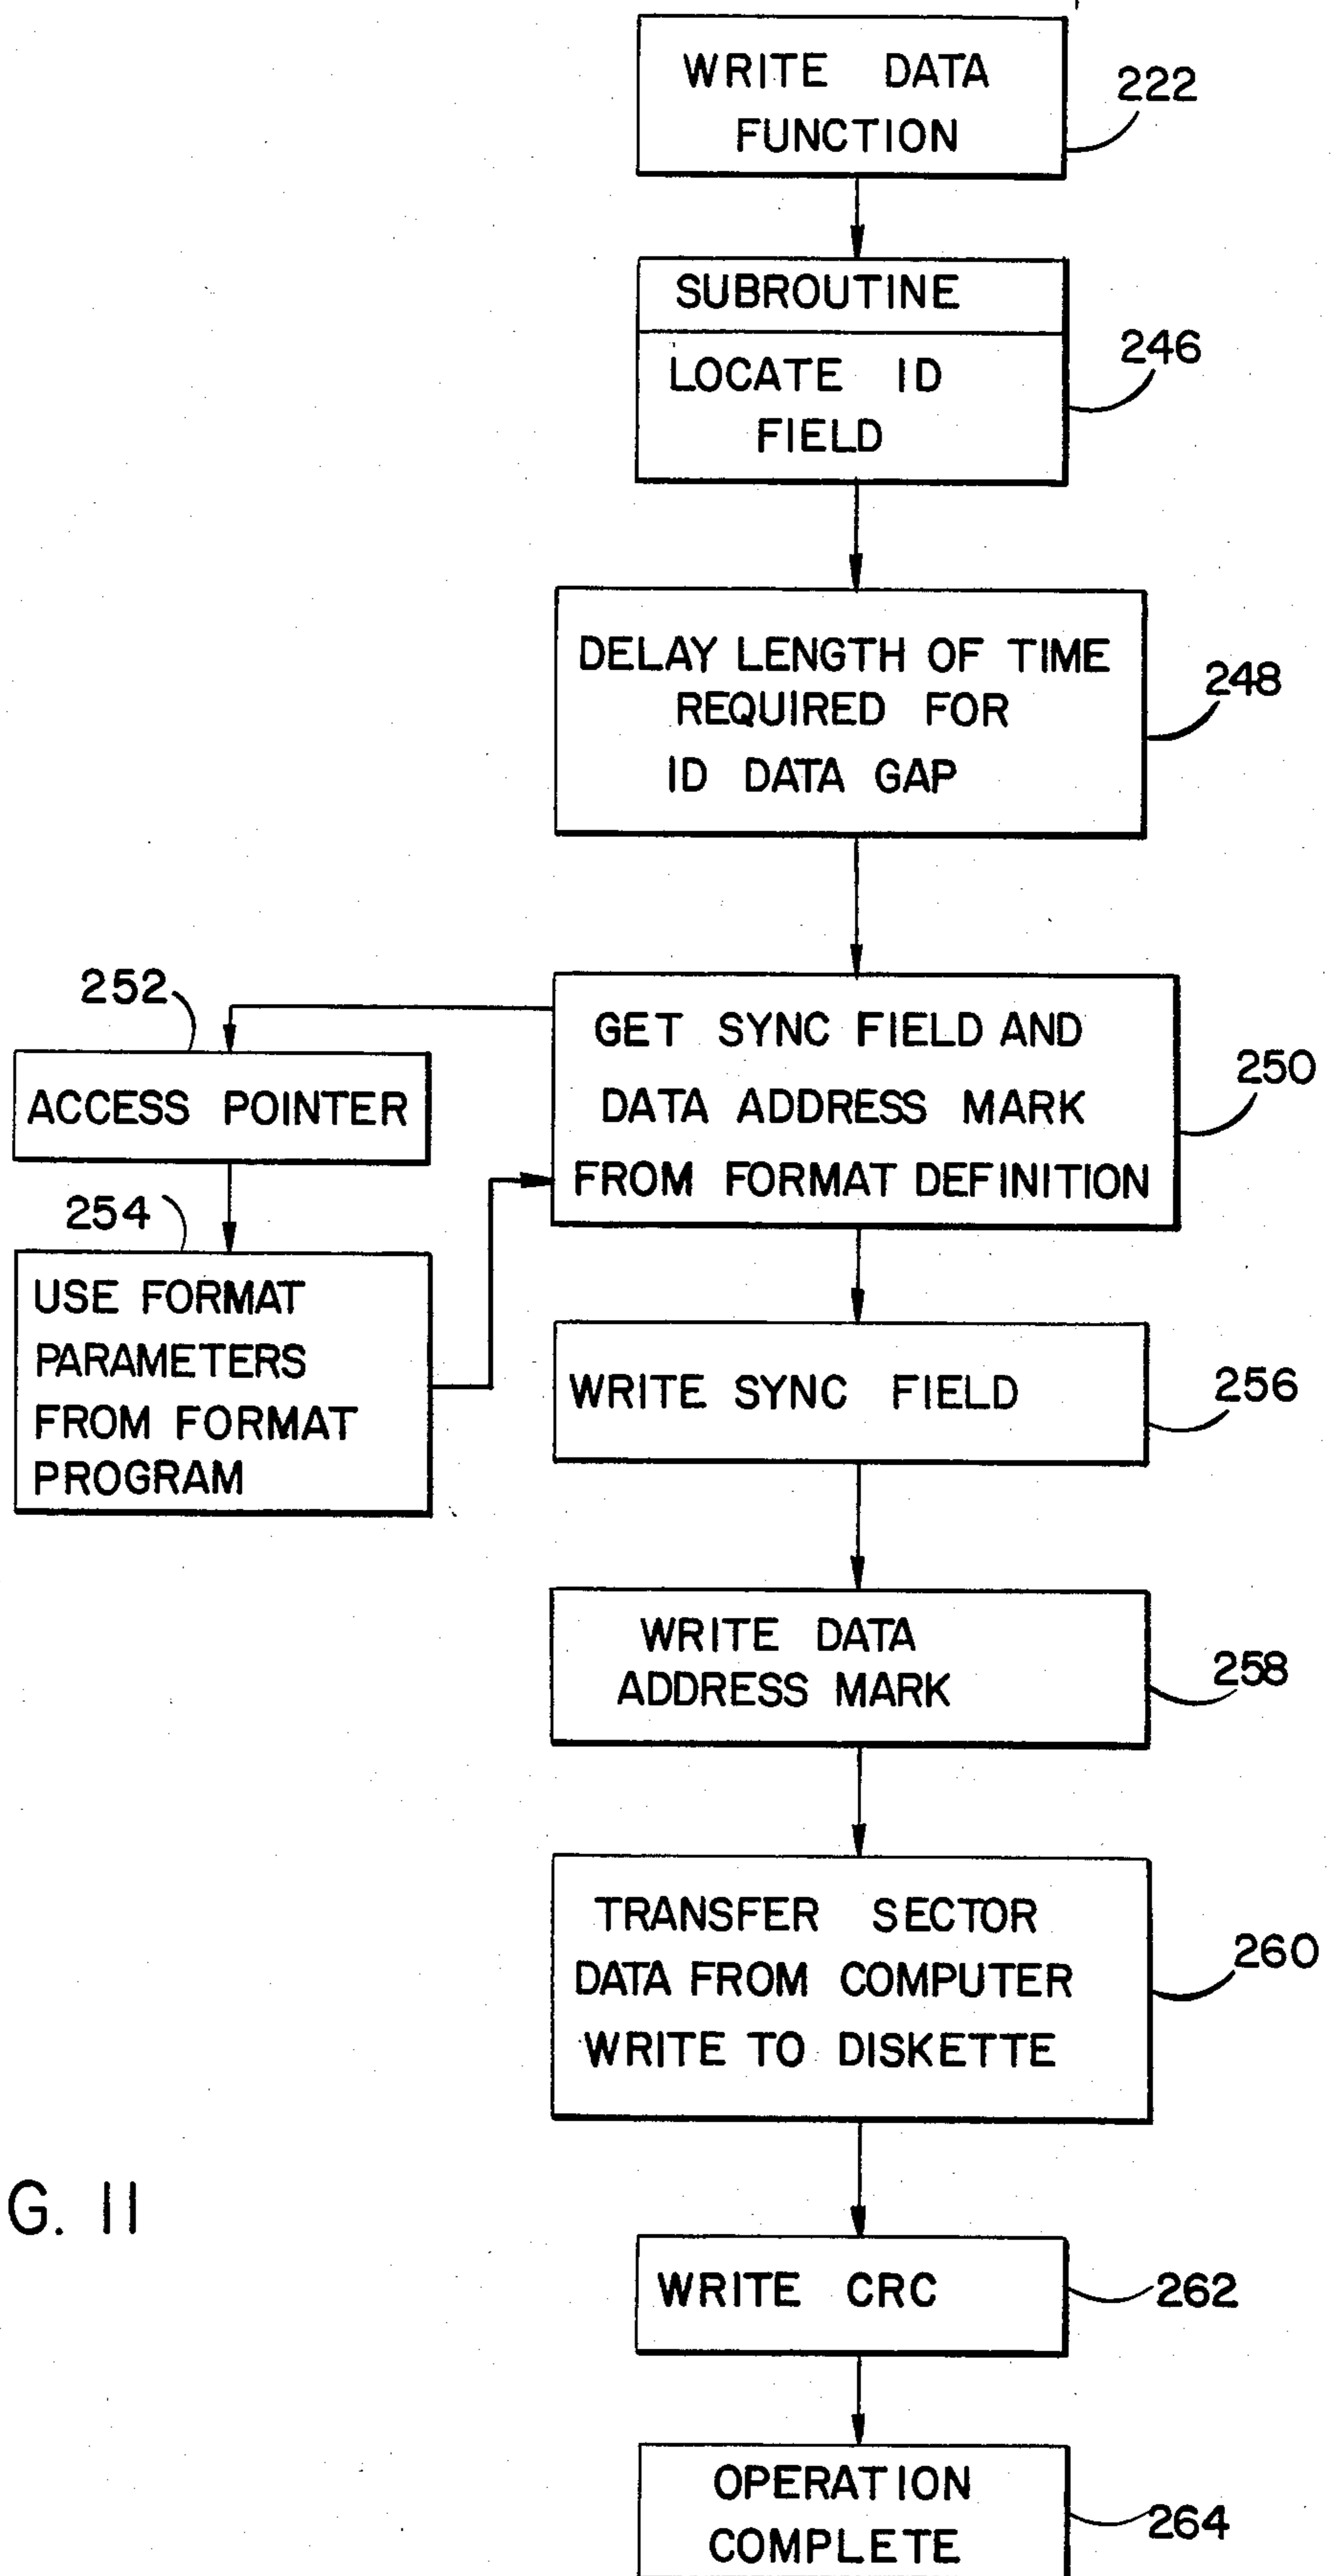 WRITE DATA
FUNCTION
222
SUBROUTINE
LOCATE ID
FIELD
246
DELAY LENGTH OF TIME
REQUIRED FOR
ID DATA GAP
248
252
ACCESS POINTER
254
USE FORMAT
PARAMETERS
FROM FORMAT
PROGRAM
GET SYNC FIELD AND
DATA ADDRESS MARK
FROM FORMAT DEFINITION
250
WRITE SYNC FIELD
256
WRITE DATA
ADDRESS MARK
258
TRANSFER SECTOR
DATA FROM COMPUTER
WRITE TO DISKETTE
260
G. 11
WRITE CRC
262
OPERATION
COMPLETE
264